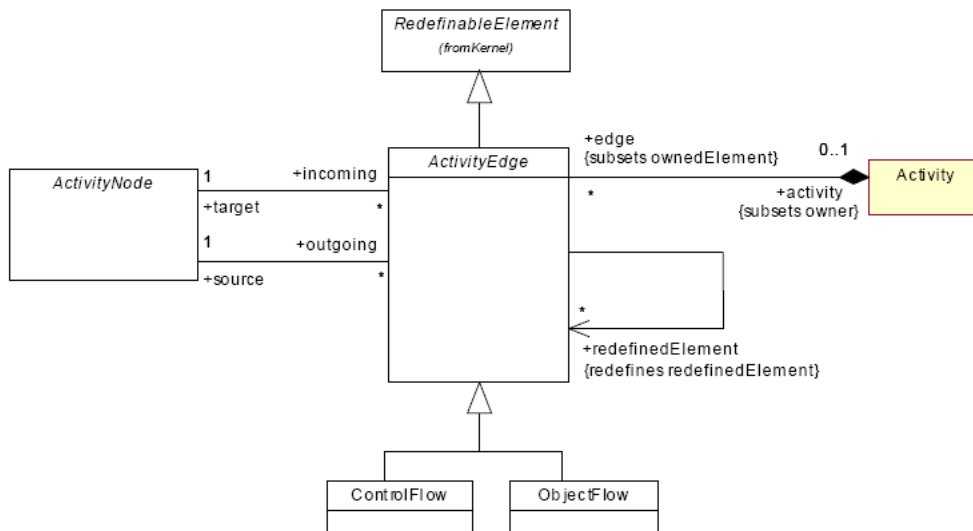 RedefinableElement
(fromKernel)
+edge
{subsets ownedElement}
0..1
ActivityEdge
Activity
ActivityNode
1
+incoming
*
+activity
{subsets owner}
+target
*
1
+outgoing
+source
*
*
+redefinedElement
{redefines redefinedElement}
ControlFlow
ObjectFlow